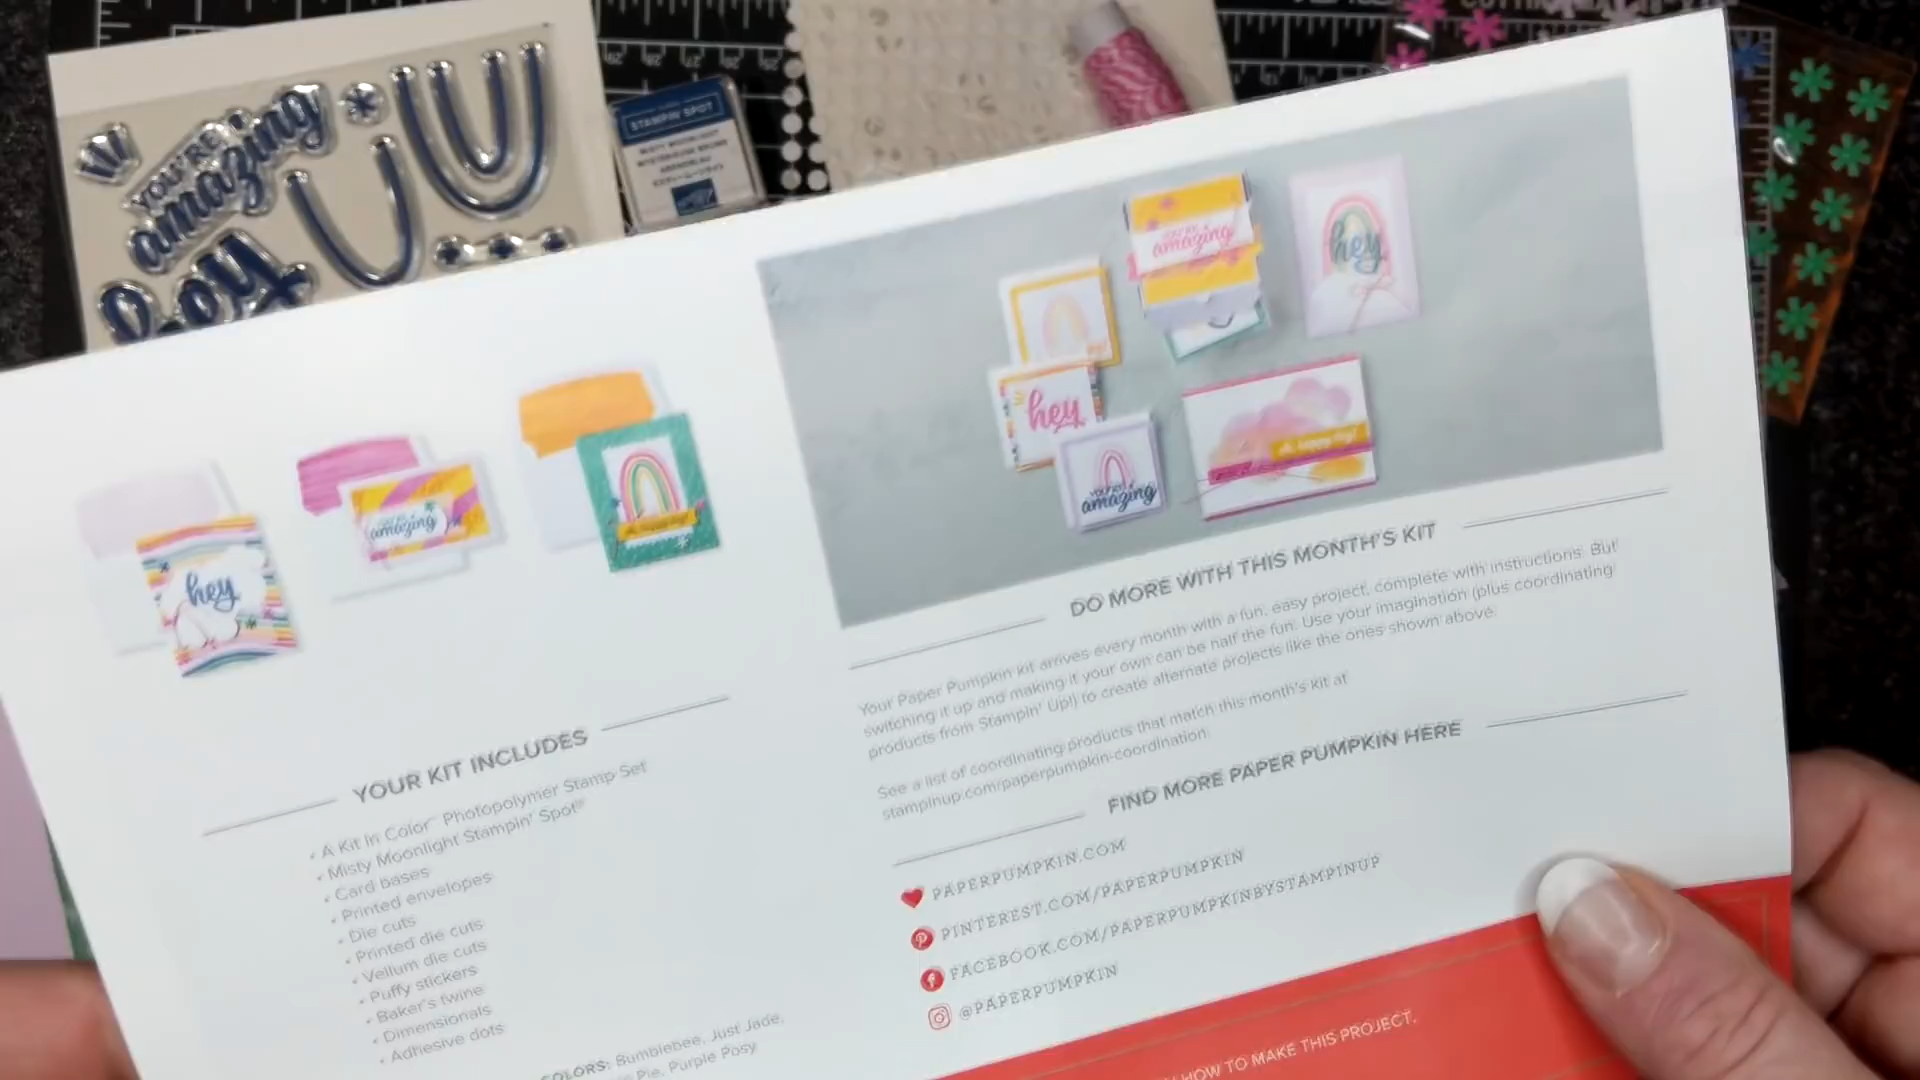 YOU'RE
amazing
hey
STAMPIN' SPOT
hey
amazing
amazing
hey
hey
YOU'RE
amazing
YOUR KIT INCLUDES
• A Kit In Color™ Photopolymer Stamp Set
• Misty Moonlight Stampin' Spot®
• Card bases
• Printed envelopes
• Die cuts
• Printed die cuts
• Vellum die cuts
• Puffy stickers
• Baker's twine
• Dimensionals
• Adhesive dots
COLORS: Bumblebee, Just Jade,
Pie, Purple Posy
DO MORE WITH THIS MONTH'S KIT
Your Paper Pumpkin kit arrives every month with a fun, easy project, complete with instructions. But
switching it up and making it your own can be half the fun. Use your imagination (plus coordinating
products from Stampin' Up!) to create alternate projects like the ones shown above.
See a list of coordinating products that match this month's kit at
stampinup.com/paperpumpkin-coordination.
FIND MORE PAPER PUMPKIN HERE
PAPERPUMPKIN.COM
PINTEREST.COM/PAPERPUMPKIN
FACEBOOK.COM/PAPERPUMPKINBYSTAMPINUP
@PAPERPUMPKIN
HOW TO MAKE THIS PROJECT.